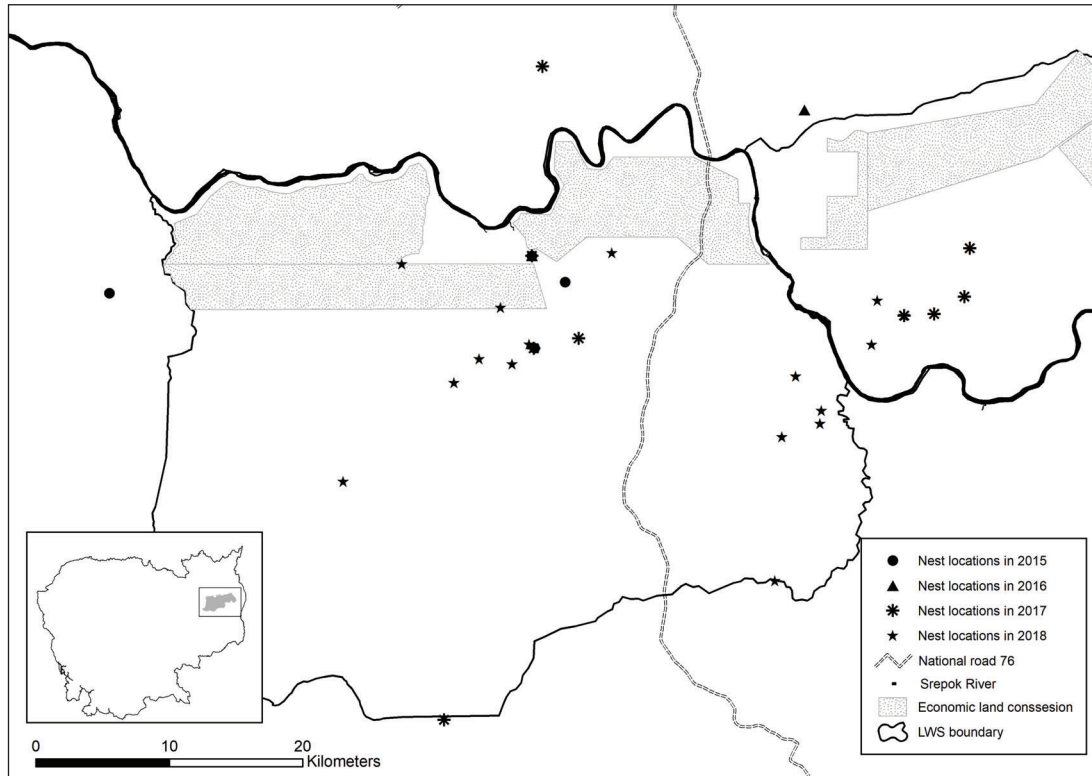 Nest locations in 2015
Nest locations in 2016
Nest locations in 2017
Nest locations in 2018
National road 76
Srepok River
Economic land conssesion
LWS boundary
0 10 20
Kilometers